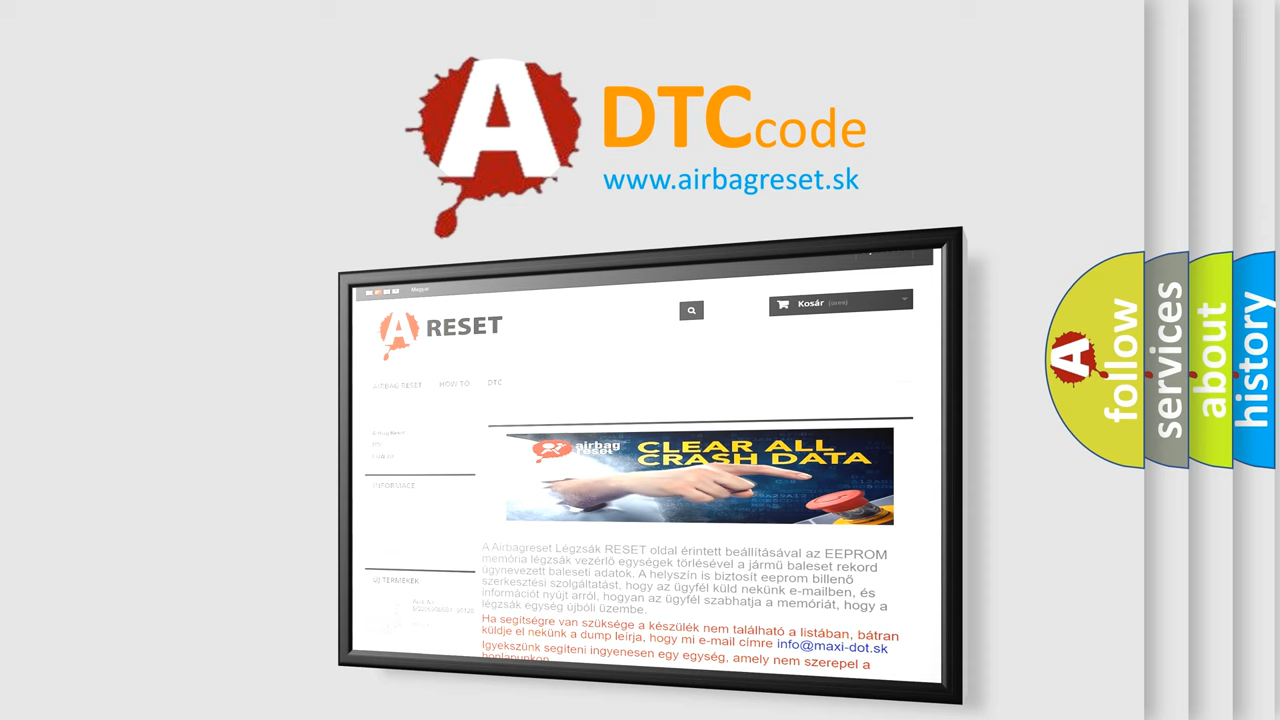 A DTC code
www.airbagreset.sk
Magyar
A RESET
Kosár (üres)
AIRBAG RESET HOW TO DTC
INFORMACE
airbag
reset
CLEAR ALL
CRASH DATA
A Airbagreset Légzsák RESET oldal érintett beállításával az EEPROM
memória légzsák vezérlő egységek törlésével a jármű baleset rekord
úgynevezett baleseti adatok. A helyszín is biztosít eeprom billenő
szerkesztési szolgáltatást, hogy az ügyfél küld nekünk e-mailben, és
információt nyújt arról, hogyan az ügyfél szabhatja a memóriát, hogy a
légzsák egység újbóli üzembe.
Ha segítségre van szüksége a készülék nem található a listában, bátran
küldje el nekünk a dump leírja, hogy mi e-mail címre info@maxi-dot.sk
Igyekszünk segíteni ingyenesen egy egység, amely nem szerepel a
honlapunkon
ÚJ TERMÉKEK
A
follow
services
about
history